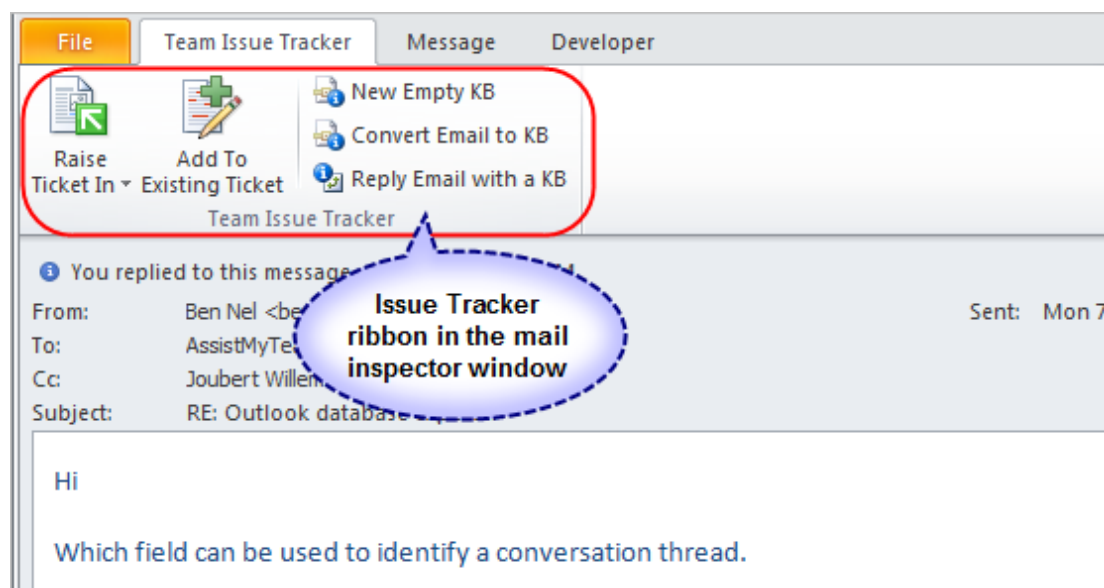 File Team Issue Tracker Message Developer
New Empty KB
Convert Email to KB
Reply Email with a KB
Raise
Ticket In
Add To
Existing Ticket
Team Issue Tracker
You replied to this message
Issue Tracker
ribbon in the mail
inspector window
From: Ben Nel Sent: Mon 7
To:
Cc: Joubert
Subject: RE: Outlook database
Hi
Which field can be used to identify a conversation thread.